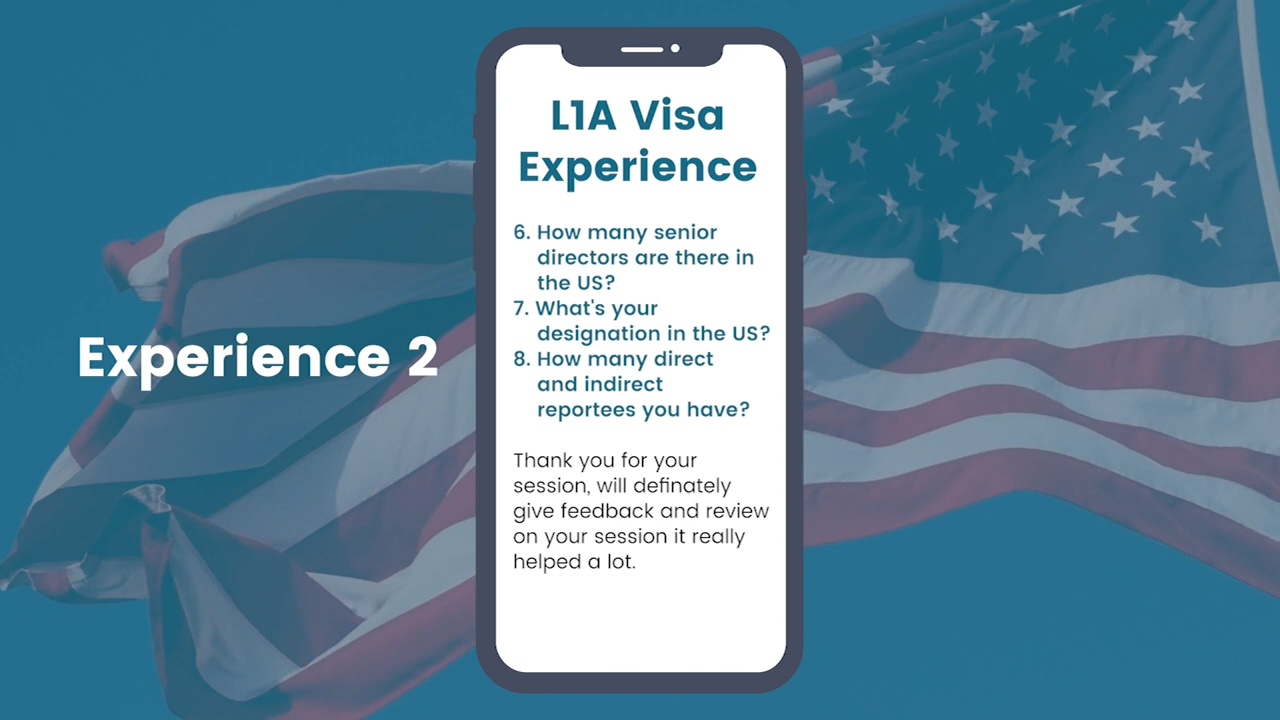 Experience 2
L1A Visa
Experience
6. How many senior
directors are there in
the US?
7. What's your
designation in the US?
8. How many direct
and indirect
reportees you have?
Thank you for your
session, will definately
give feedback and review
on your session it really
helped a lot.